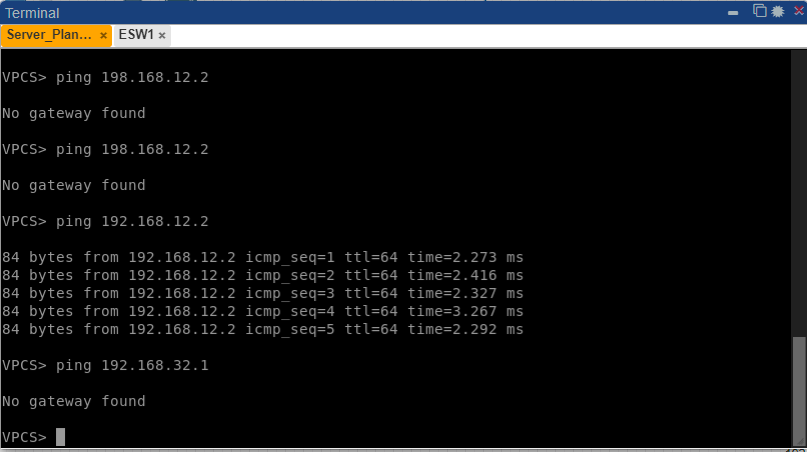 Terminal
Server_Plan... × ESW1 ×
VPCS> ping 198.168.12.2
No gateway found
VPCS> ping 198.168.12.2
No gateway found
VPCS> ping 192.168.12.2
84 bytes from 192.168.12.2 icmp_seq=1 ttl=64 time=2.273 ms
84 bytes from 192.168.12.2 icmp_seq=2 ttl=64 time=2.416 ms
84 bytes from 192.168.12.2 icmp_seq=3 ttl=64 time=2.327 ms
84 bytes from 192.168.12.2 icmp_seq=4 ttl=64 time=3.267 ms
84 bytes from 192.168.12.2 icmp_seq=5 ttl=64 time=2.292 ms
VPCS> ping 192.168.32.1
No gateway found
VPCS>